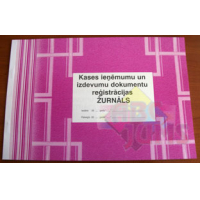 Kases ieņēmumu un
izdevumu dokumentu
reģistrācijas
ŽURNĀLS